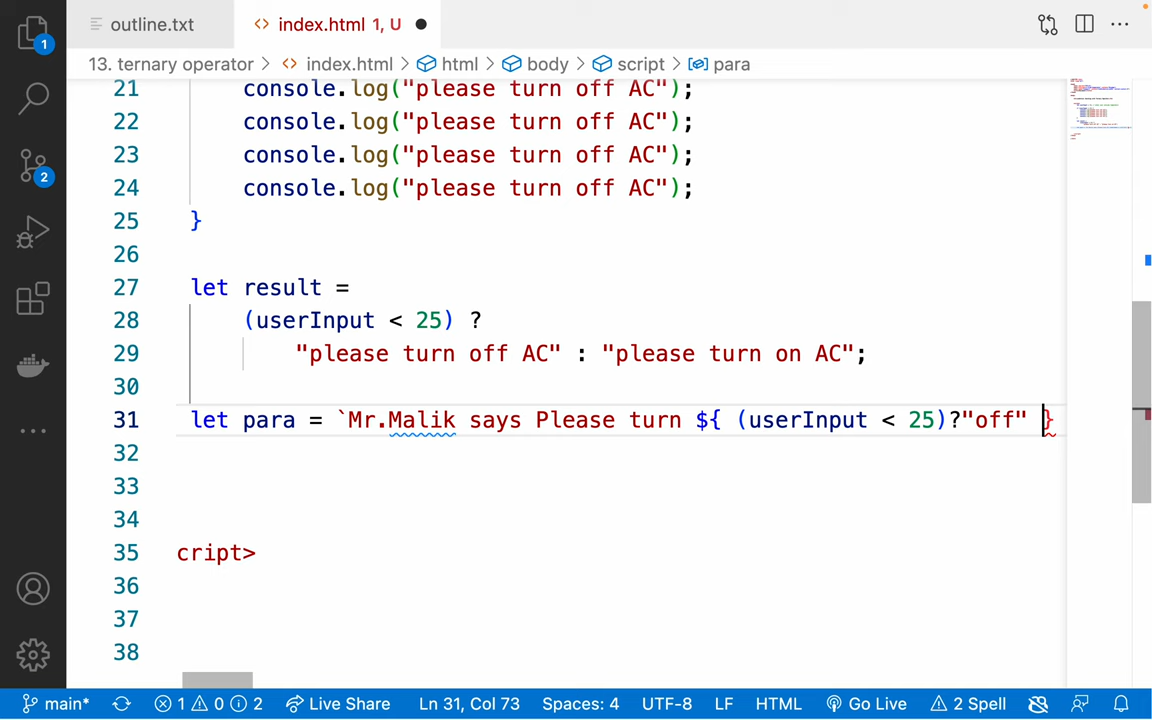 outline.txt
<> index.html 1, U
1
13. ternary operator > <> index.html > html > body > script > para
21 console.log("please turn off AC");
22 console.log("please turn off AC");
2
23 console.log("please turn off AC");
24 console.log("please turn off AC");
25 }
26
27 let result =
28 (userInput < 25) ?
29 "please turn off AC" : "please turn on AC";
30
31 let para = `Mr.Malik says Please turn ${ (userInput < 25)?"off" }
32
33
34
35 cript>
36
37
38
main* 1 0 2 Live Share Ln 31, Col 73 Spaces: 4 UTF-8 LF HTML Go Live 2 Spell